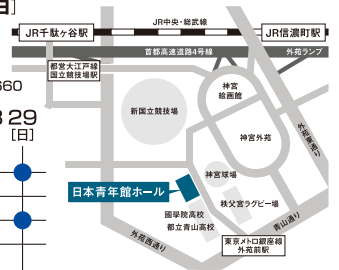 日]
JR中央・総武線
JR千駄ヶ谷駅
JR信濃町駅
首都高速道路4号線
外苑ランプ
都営大江戸線
国立競技場駅
660
神宮
絵画館
新国立競技場
29
[日]
神宮外苑
外苑東通り
神宮球場
日本青年館ホール
秩父宮ラグビー場
國學院高校
都立青山高校
青山通り
外苑西通り
東京メトロ銀座線
外苑前駅